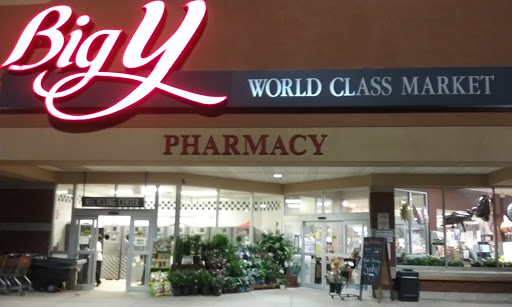 Big Y
WORLD CLASS MARKET
PHARMACY
RECYCLING CENTER